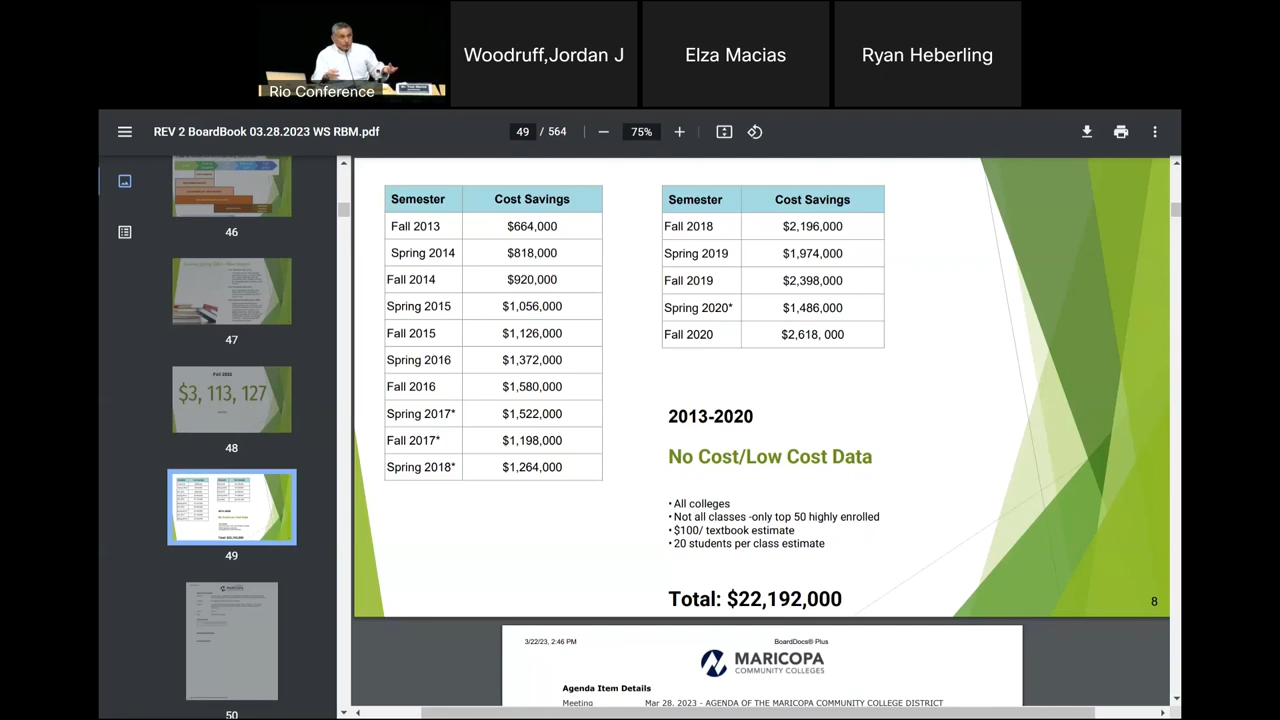 Rio Conference
Woodruff,Jordan J
Elza Macias
Ryan Heberling
REV 2 BoardBook 03.28.2023 WS RBM.pdf
49 / 564
75%
46
47
$3, 113, 127
48
49
50
Semester Cost Savings
Fall 2013 $664,000
Spring 2014 $818,000
Fall 2014 $920,000
Spring 2015 $1,056,000
Fall 2015 $1,126,000
Spring 2016 $1,372,000
Fall 2016 $1,580,000
Spring 2017* $1,522,000
Fall 2017* $1,198,000
Spring 2018* $1,264,000
Semester Cost Savings
Fall 2018 $2,196,000
Spring 2019 $1,974,000
Fall 2019 $2,398,000
Spring 2020* $1,486,000
Fall 2020 $2,618, 000
2013-2020
No Cost/Low Cost Data
• All colleges
• Not all classes -only top 50 highly enrolled
• $100/ textbook estimate
• 20 students per class estimate
Total: $22,192,000
8
3/22/23, 2:46 PM
BoardDocs® Plus
MARICOPA
COMMUNITY COLLEGES
Agenda Item Details
Meeting Mar 28, 2023 - AGENDA OF THE MARICOPA COMMUNITY COLLEGE DISTRICT